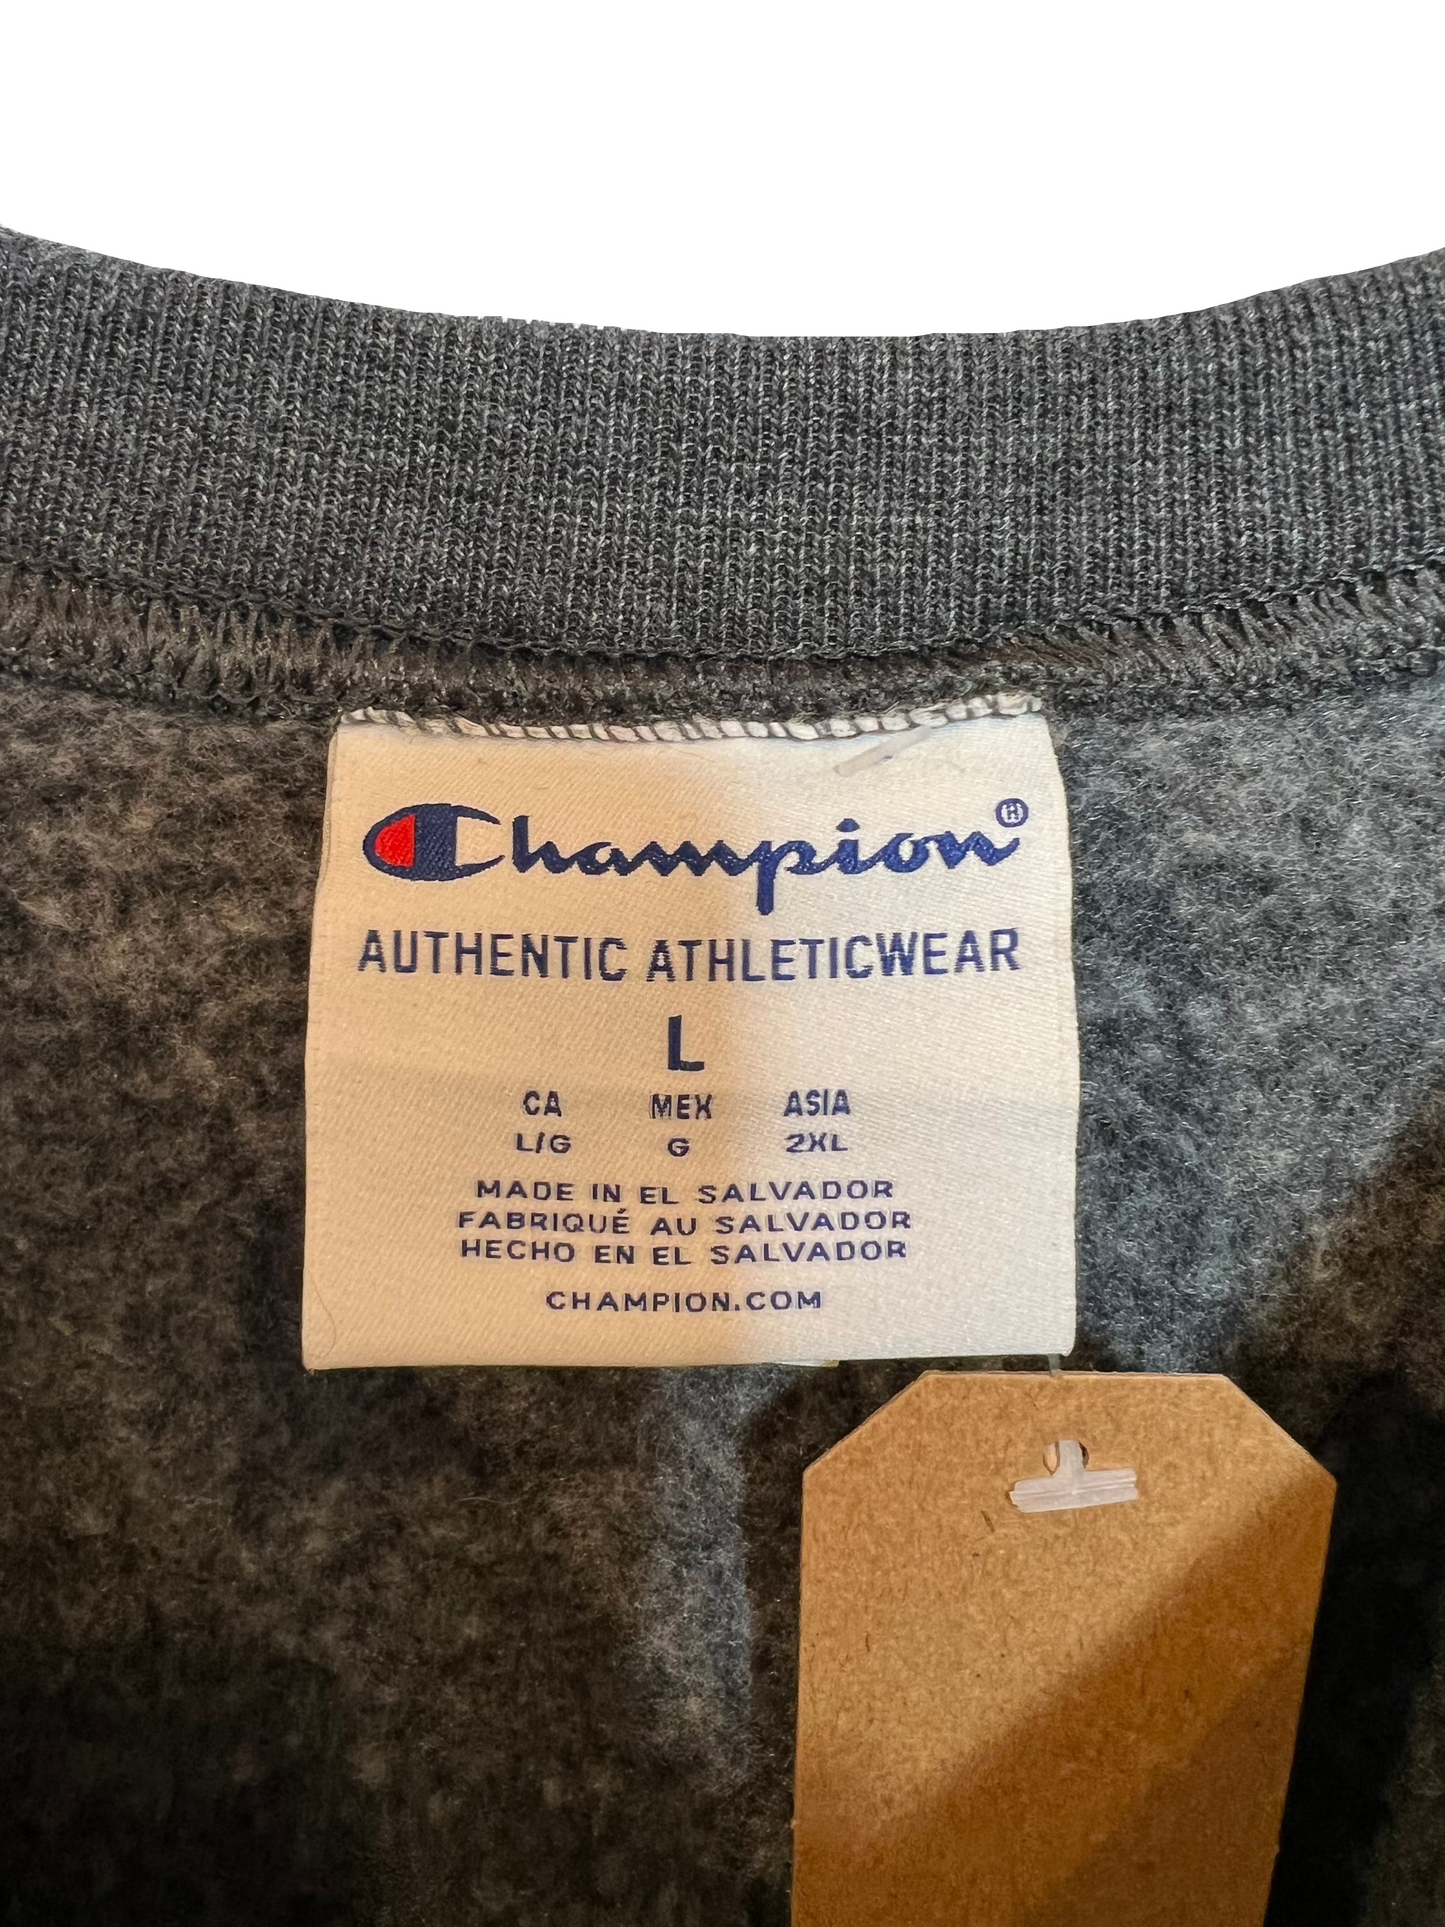 Champion®
AUTHENTIC ATHLETICWEAR
L
CA MEX ASIA
L/G G 2XL
MADE IN EL SALVADOR
FABRIQUÉ AU SALVADOR
HECHO EN EL SALVADOR
CHAMPION.COM